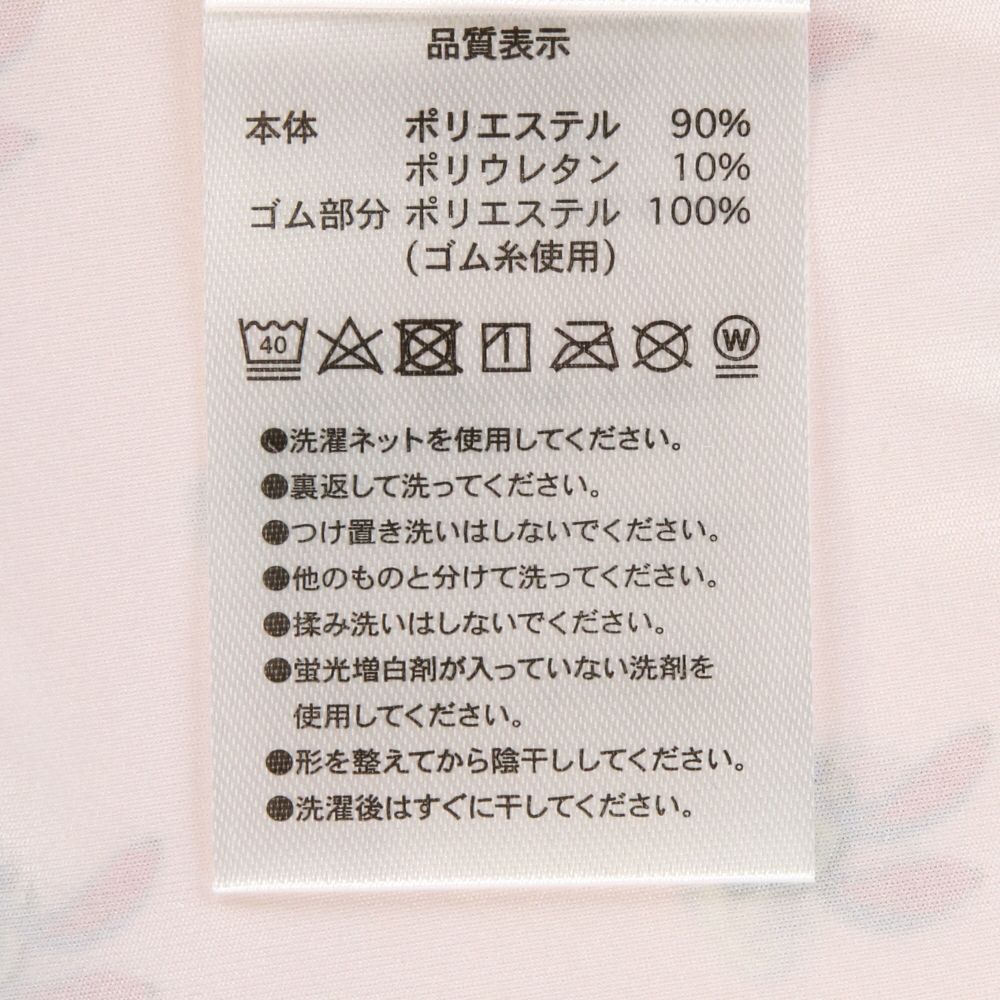 品質表示
本体 ポリエステル 90%
ポリウレタン 10%
ゴム部分 ポリエステル 100%
(ゴム糸使用)
40 W
●洗濯ネットを使用してください。
●裏返して洗ってください。
●つけ置き洗いはしないでください。
●他のものと分けて洗ってください。
●揉み洗いはしないでください。
●蛍光増白剤が入っていない洗剤を
使用してください。
●形を整えてから陰干ししてください。
●洗濯後はすぐに干してください。